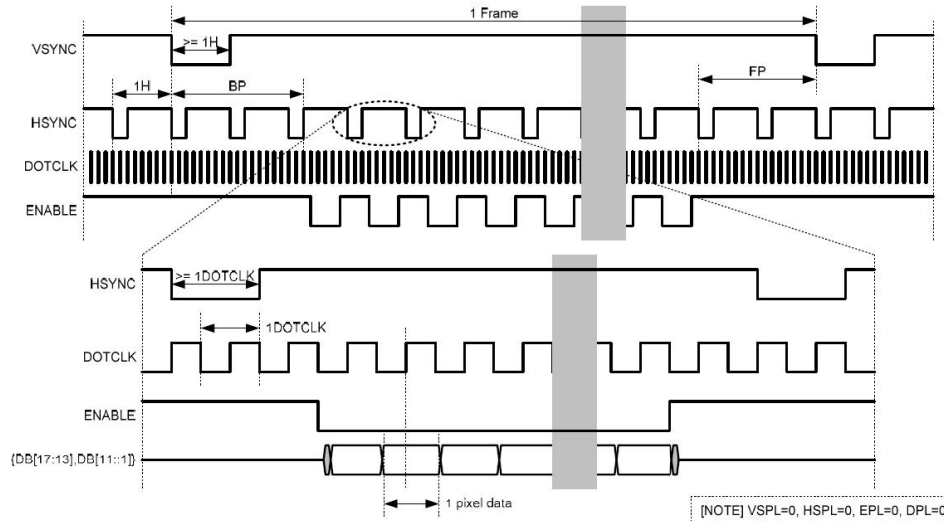 1 Frame
>= 1H
VSYNC
1H
BP
FP
HSYNC
DOTCLK
ENABLE
HSYNC
>= 1DOTCLK
1DOTCLK
DOTCLK
ENABLE
{DB[17:13],DB[11::1]}
1 pixel data
[NOTE] VSPL=0, HSPL=0, EPL=0, DPL=0